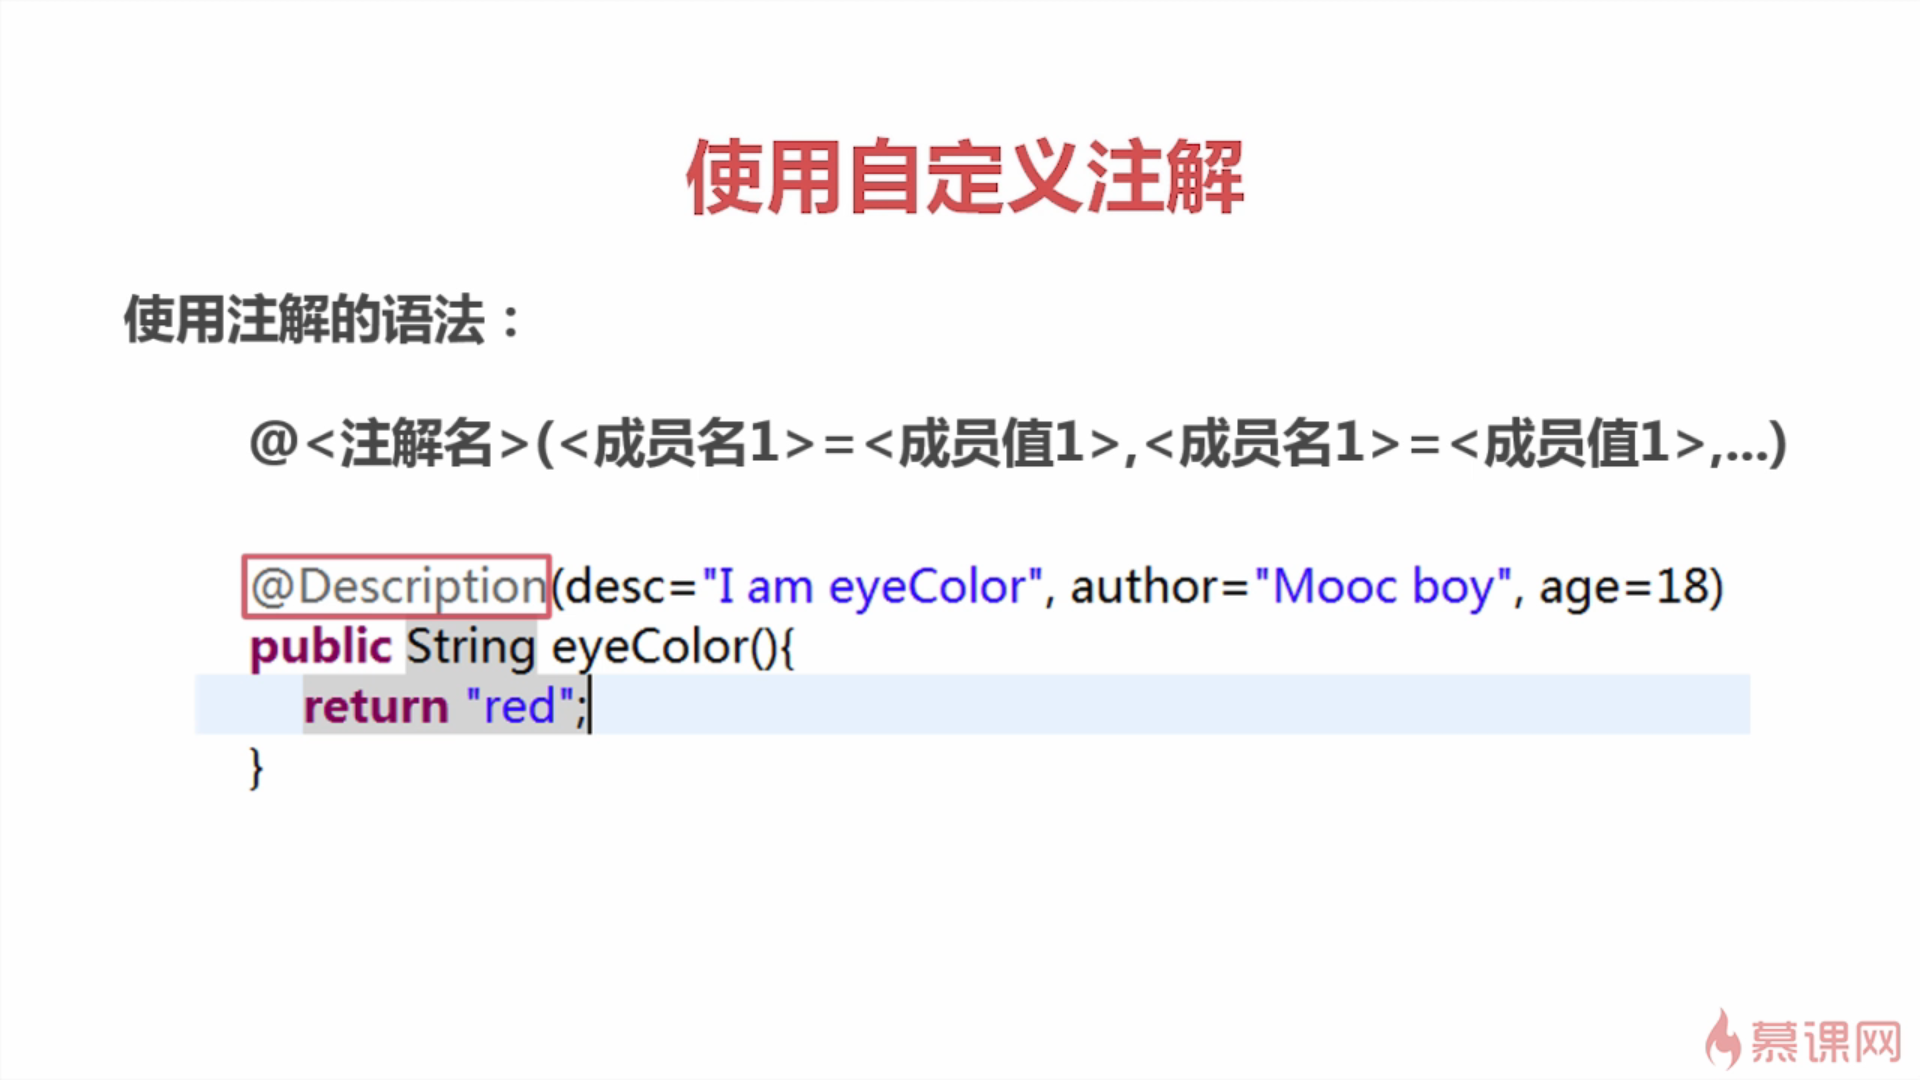 使用自定义注解
使用注解的语法：
@<注解名>(<成员名1>=<成员值1>,<成员名1>=<成员值1>,...)
@Description(desc="I am eyeColor", author="Mooc boy", age=18)
public String eyeColor(){
return "red";
}
慕课网